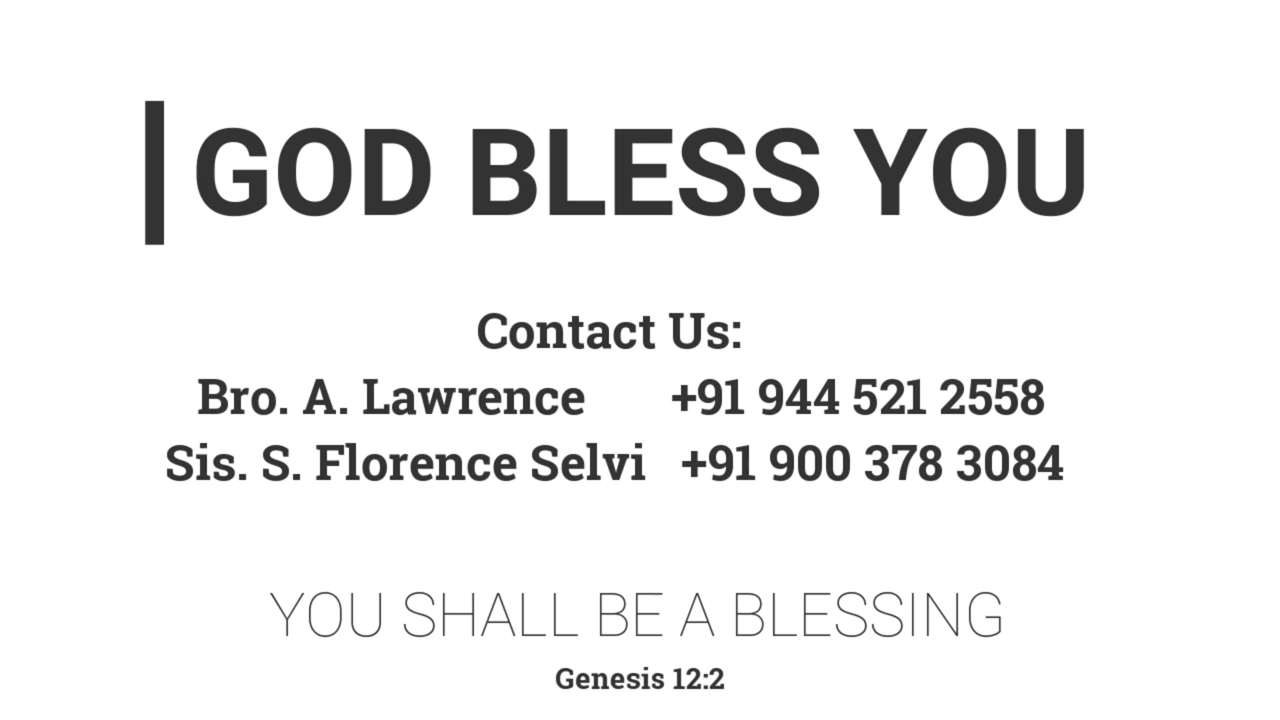 GOD BLESS YOU
Contact Us:
Bro. A. Lawrence +91 944 521 2558
Sis. S. Florence Selvi +91 900 378 3084
YOU SHALL BE A BLESSING
Genesis 12:2